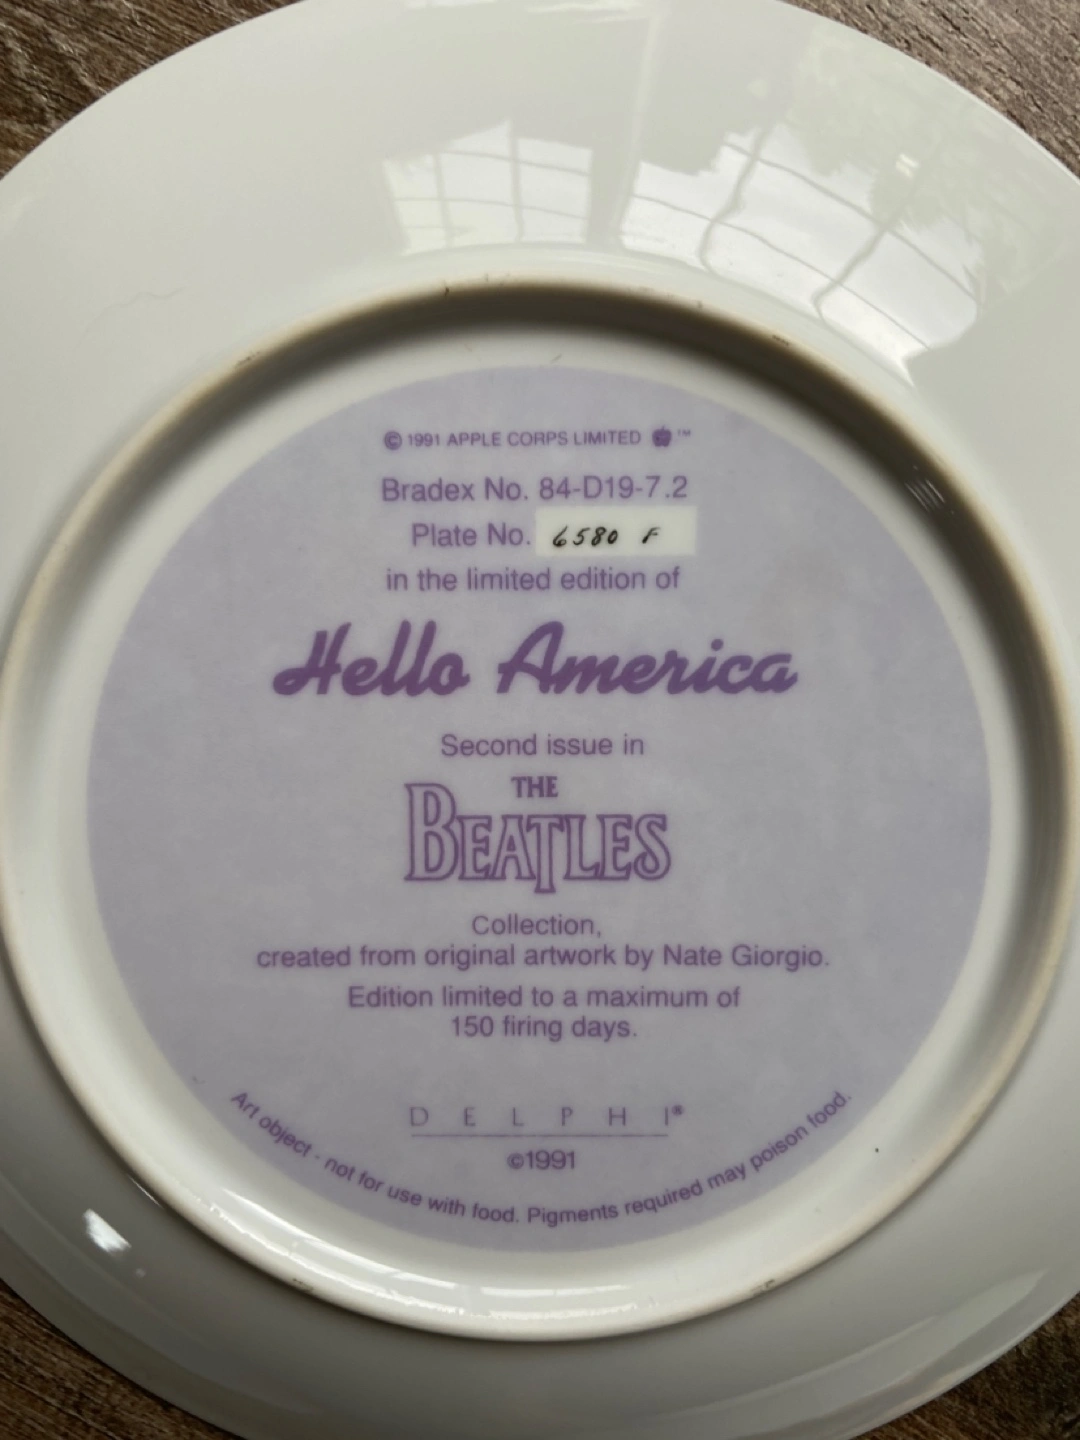 © 1991 APPLE CORPS LIMITED ™
Bradex No. 84-D19-7.2
Plate No. 6580 F
in the limited edition of
Hello America
Second issue in
THE
BEATLES
Collection,
created from original artwork by Nate Giorgio.
Edition limited to a maximum of
150 firing days.
DELPHI®
©1991
Art object - not for use with food. Pigments required may poison food.